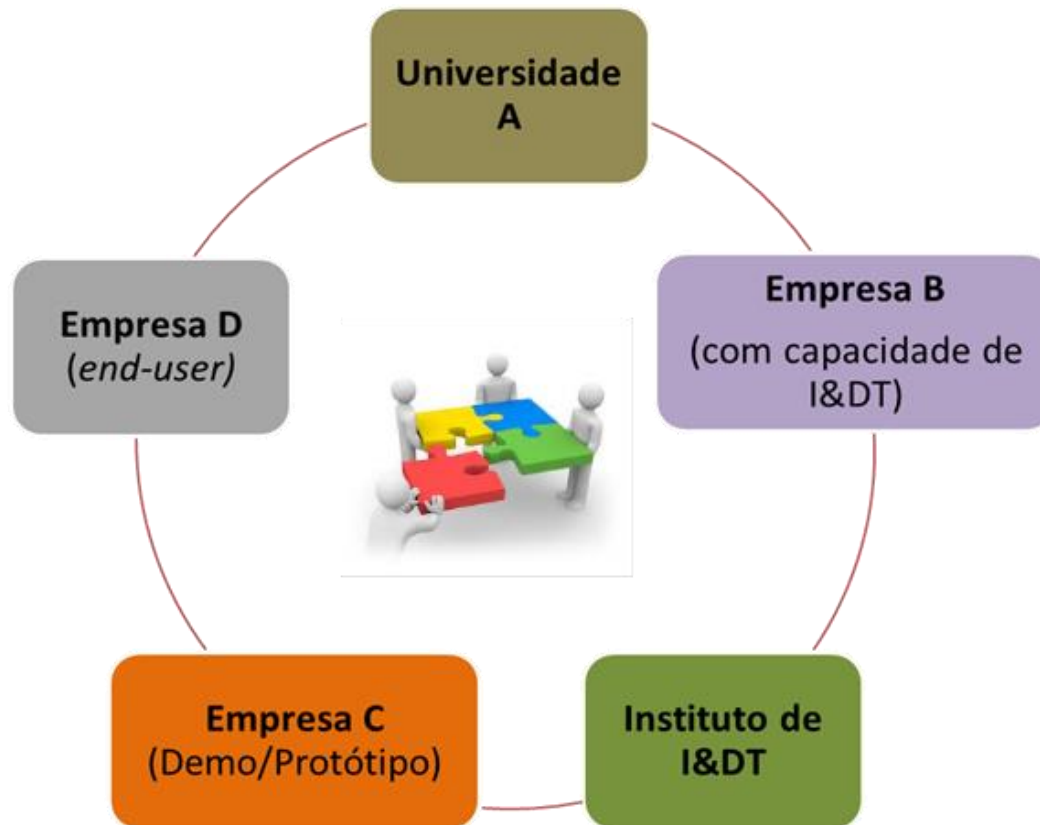 Universidade
A
Empresa B
(com capacidade de
I&DT)
Instituto de
I&DT
Empresa C
(Demo/Protótipo)
Empresa D
(end-user)